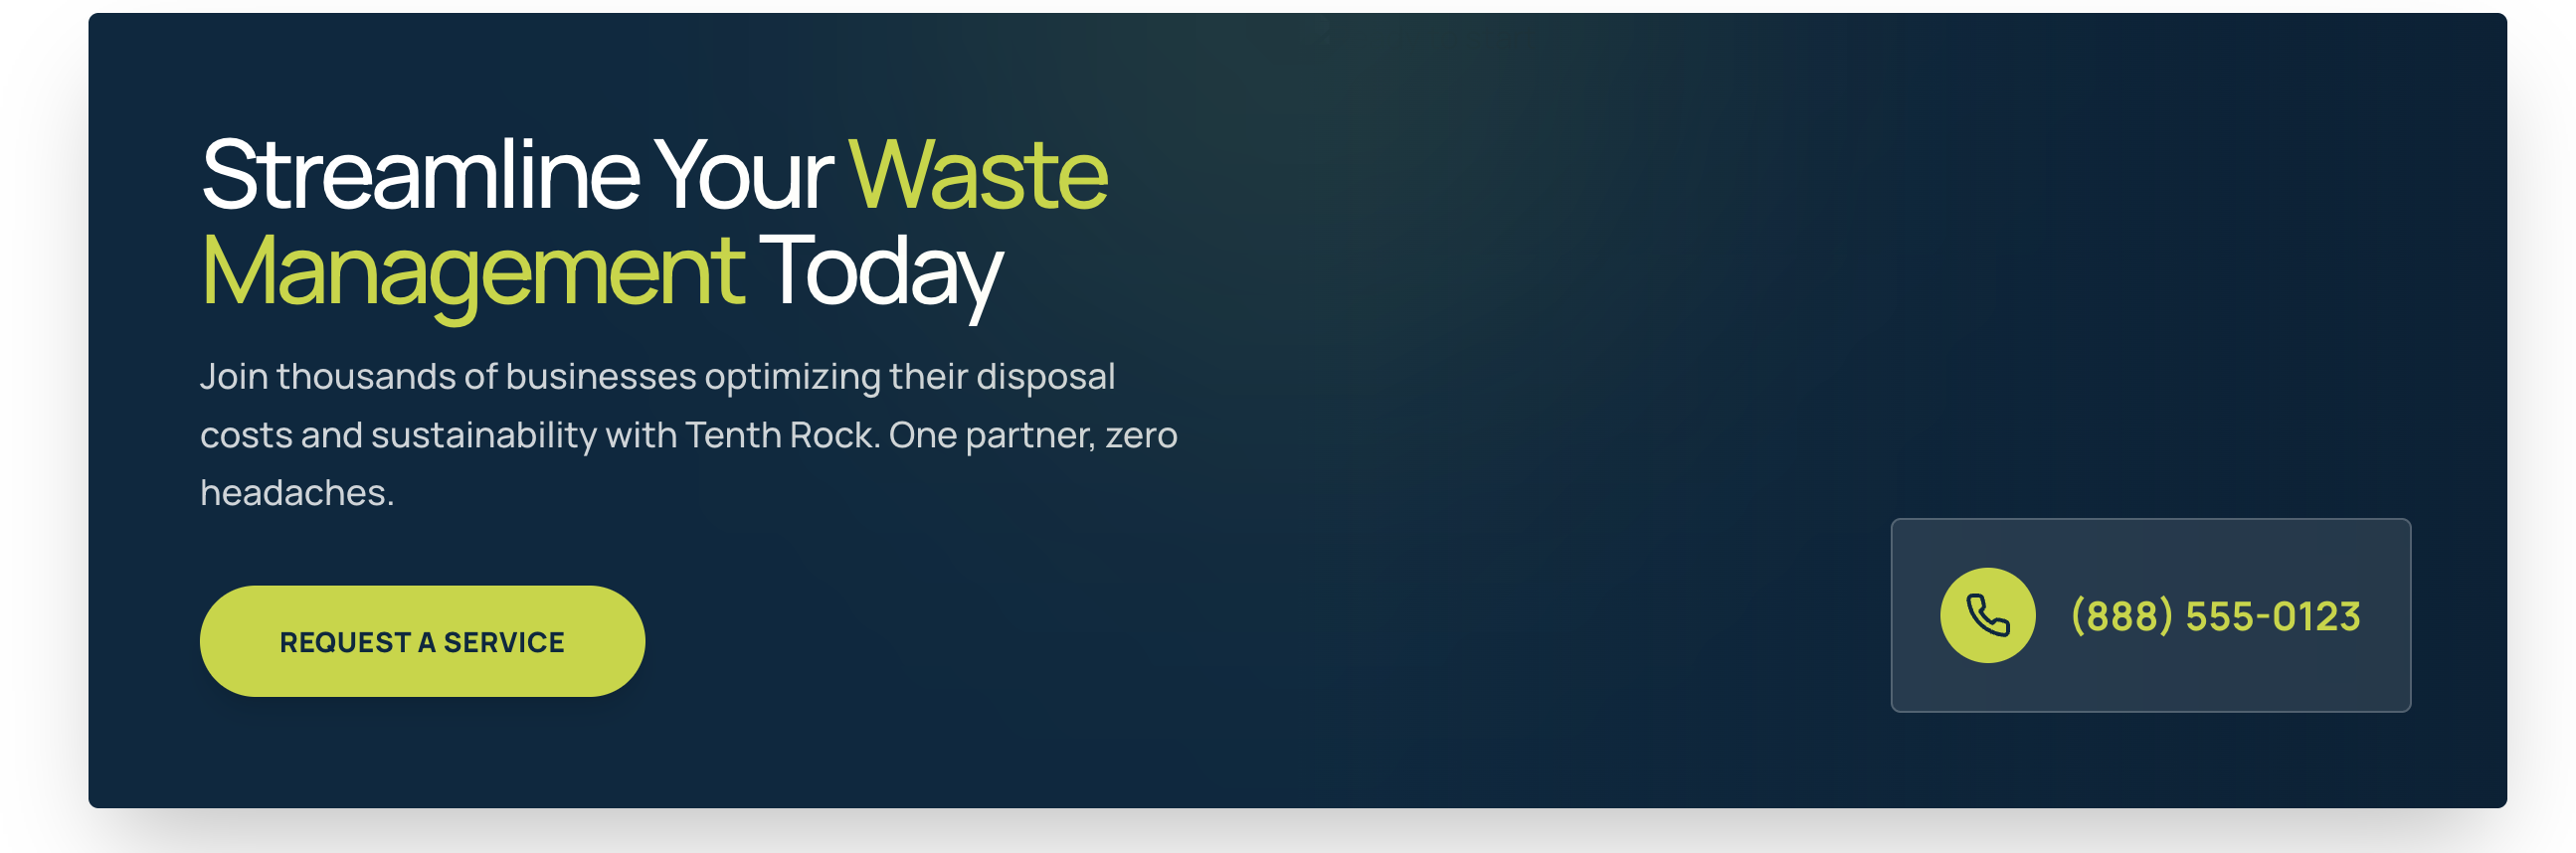 Streamline Your Waste
Management Today
Join thousands of businesses optimizing their disposal
costs and sustainability with Tenth Rock. One partner, zero
headaches.
REQUEST A SERVICE
(888) 555-0123